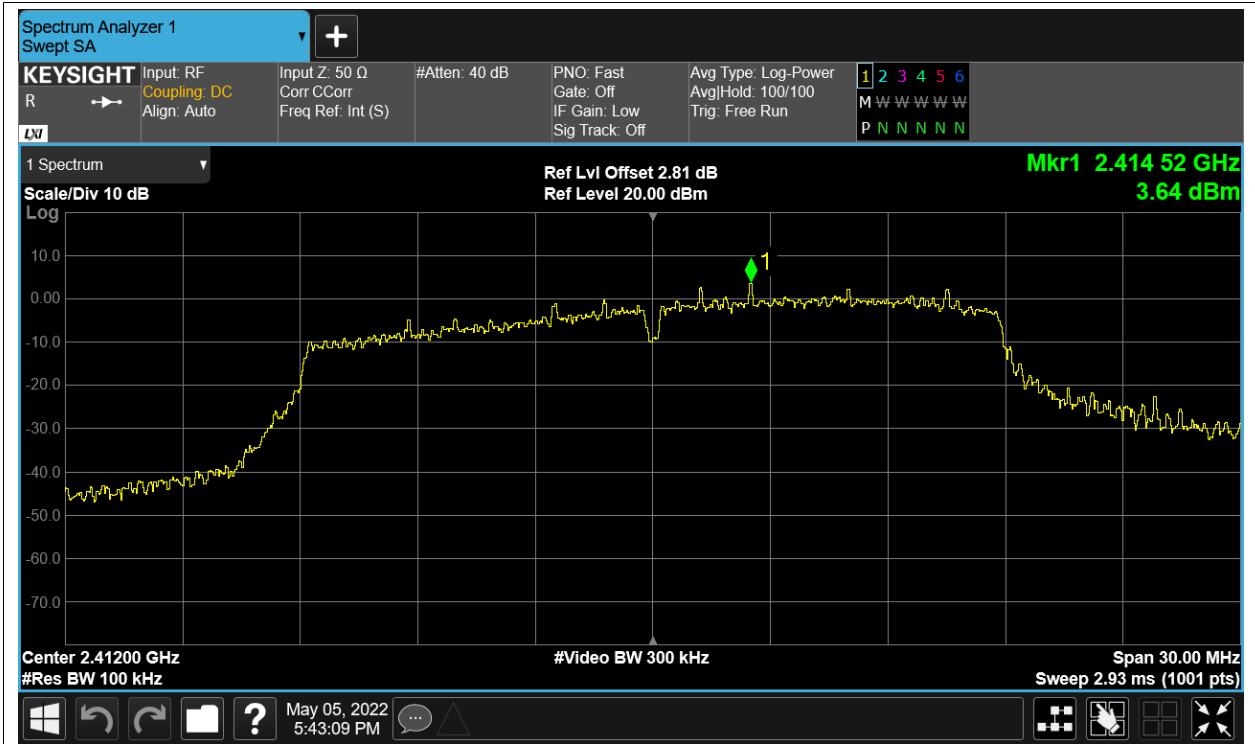 Spectrum Analyzer 1
Swept SA
KEYSIGHT
R
LXI
Input: RF
Coupling: DC
Align: Auto
Input Z: 50 Ω
Corr CCorr
Freq Ref: Int (S)
#Atten: 40 dB
PNO: Fast
Gate: Off
IF Gain: Low
Sig Track: Off
Avg Type: Log-Power
Avg|Hold: 100/100
Trig: Free Run
1 2 3 4 5 6
M W W W W W
P N N N N N
1 Spectrum
Scale/Div 10 dB
Ref Lvl Offset 2.81 dB
Ref Level 20.00 dBm
Mkr1 2.414 52 GHz
3.64 dBm
Log
10.0
0.00
-10.0
-20.0
-30.0
-40.0
-50.0
-60.0
-70.0
1
Center 2.41200 GHz
#Res BW 100 kHz
#Video BW 300 kHz
Span 30.00 MHz
Sweep 2.93 ms (1001 pts)
?
May 05, 2022
5:43:09 PM